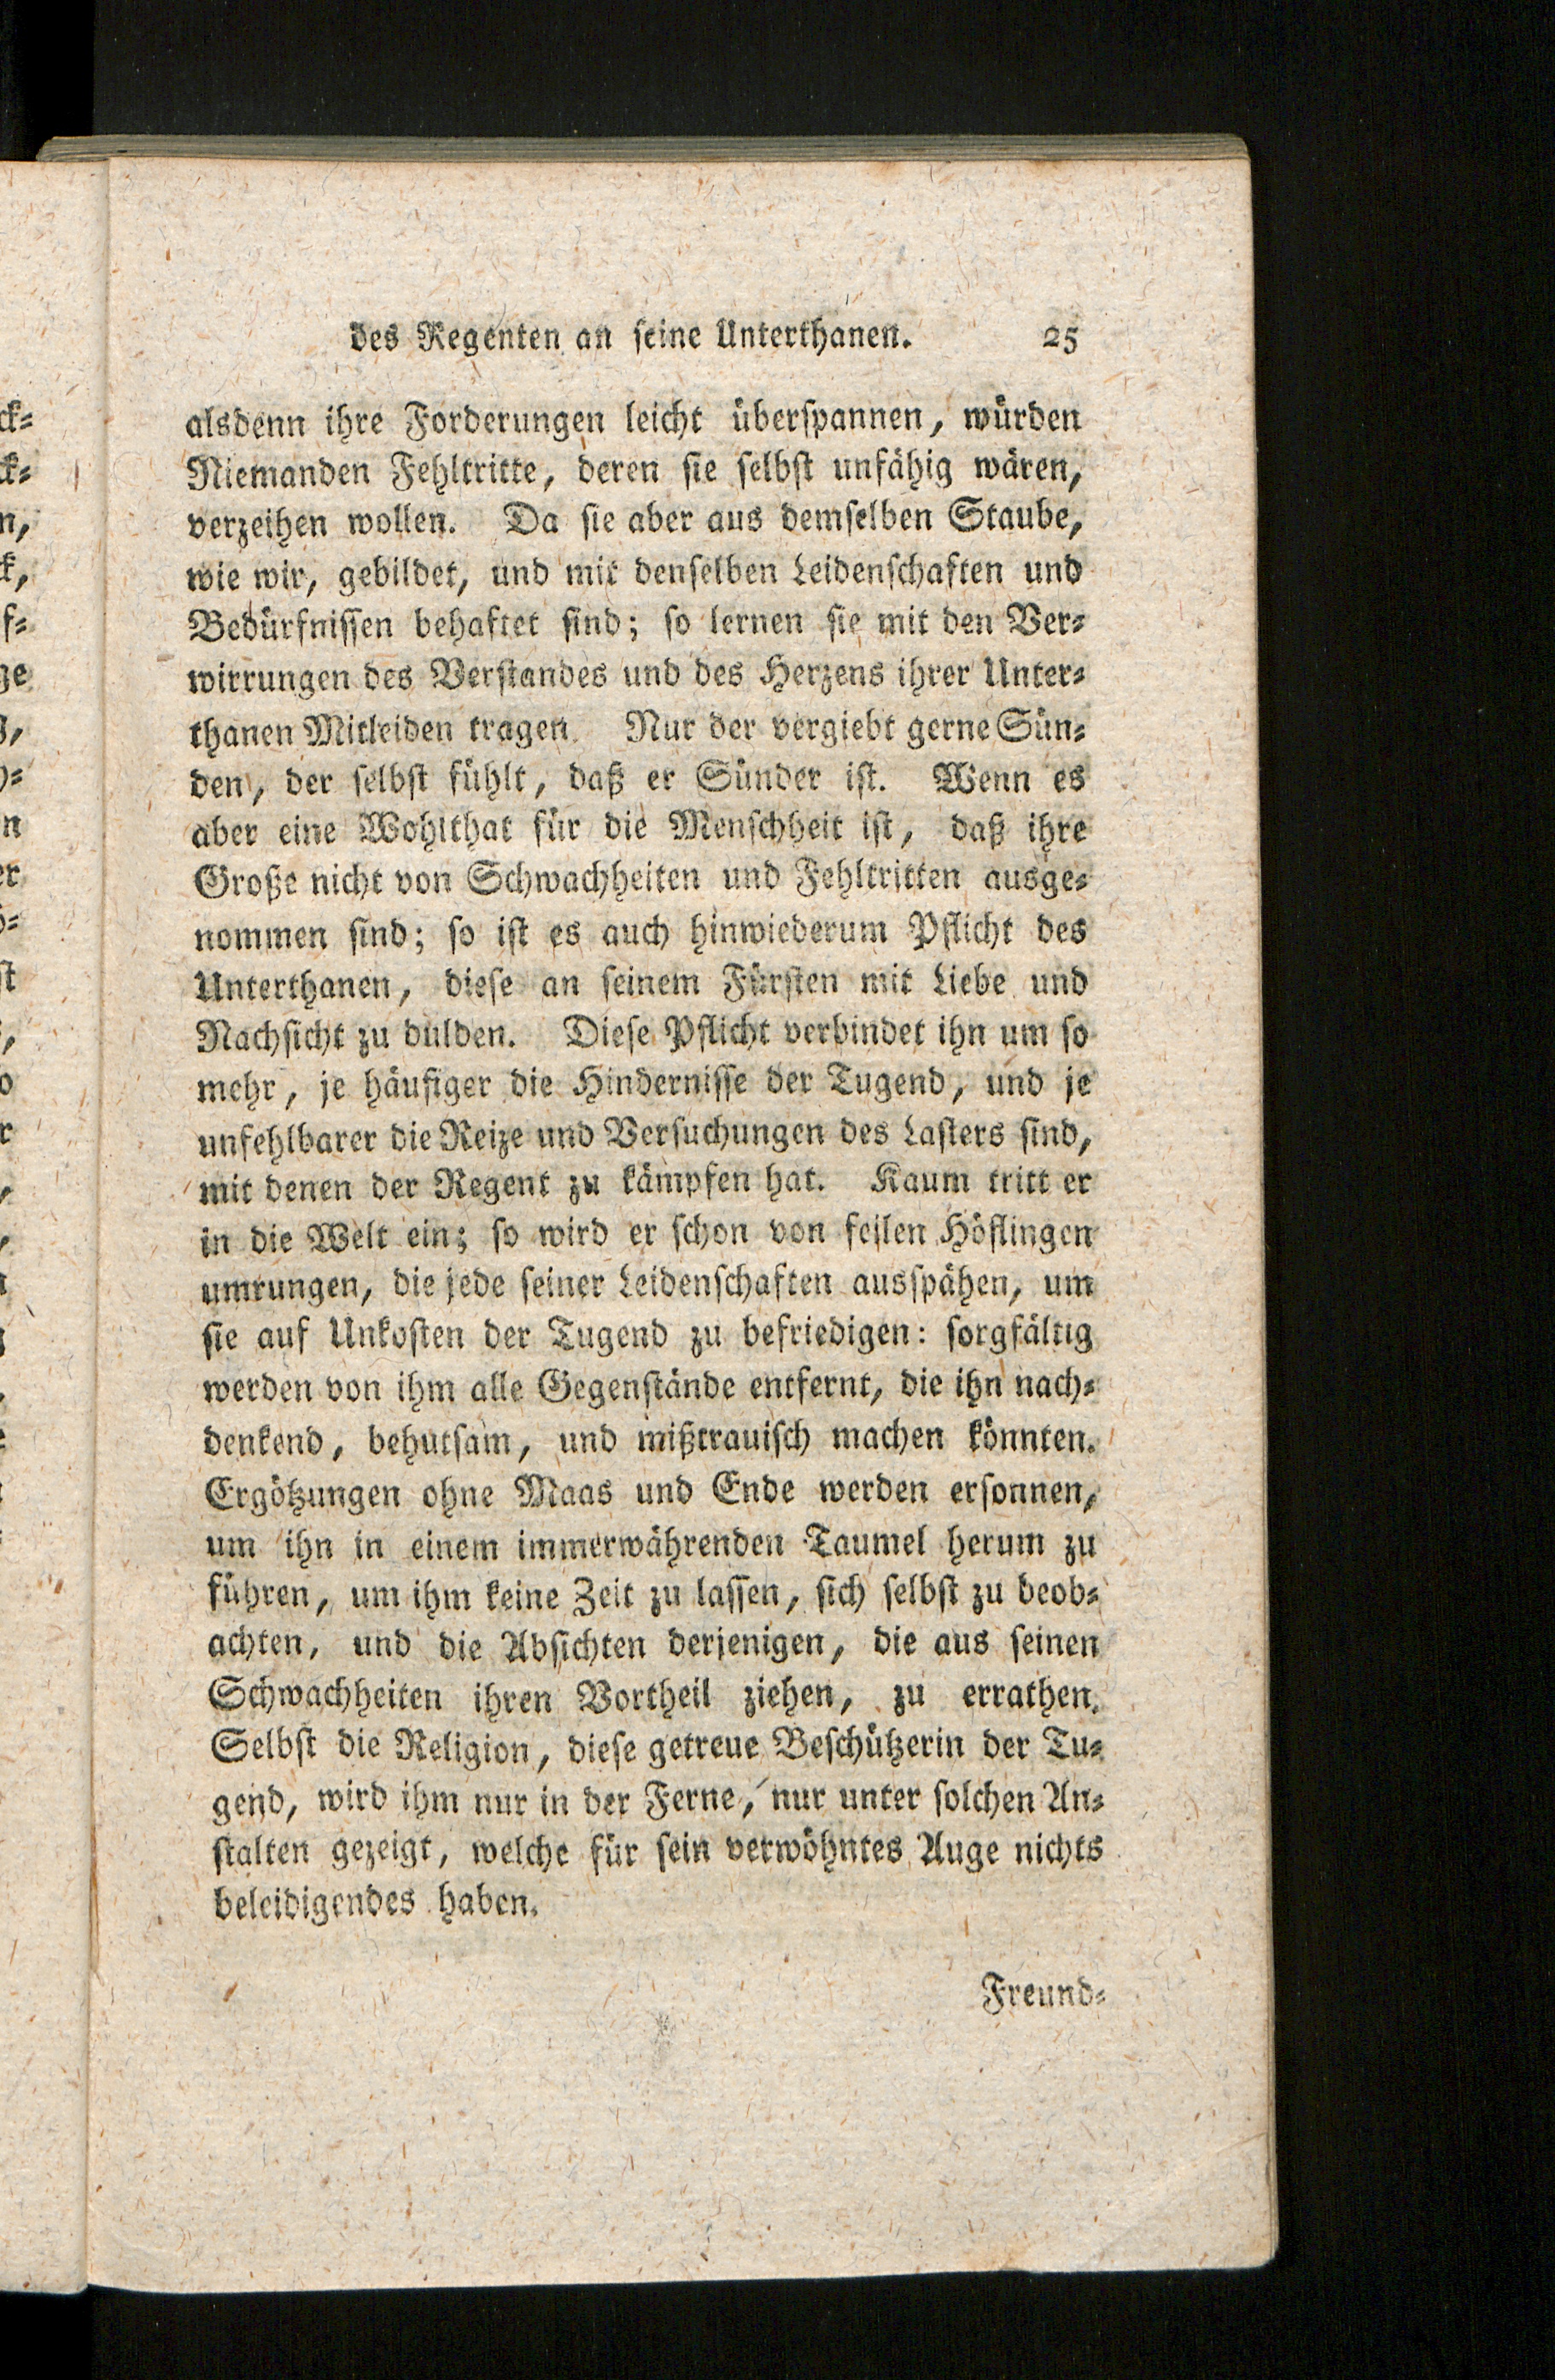 des Regenten an seine Unterthanen. 25
alsdenn ihre Forderungen leicht überspannen, würden
Niemanden Fehltritte, deren sie selbst unfähig wären,
verzeihen wollen. Da sie aber aus demselben Staube,
wie wir, gebildet, und mit denselben Leidenschaften und
Bedürfnissen behaftet sind; so lernen sie mit den Ver-
wirrungen des Verstandes und des Herzens ihrer Unter-
thanen Mitleiden tragen. Nur der vergiebt gerne Sün-
den, der selbst fühlt, daß er Sünder ist. Wenn es
aber eine Wohlthat für die Menschheit ist, daß ihre
Große nicht von Schwachheiten und Fehltritten ausge-
nommen sind; so ist es auch hinwiederum Pflicht des
Unterthanen, diese an seinem Fürsten mit Liebe und
Nachsicht zu dulden. Diese Pflicht verbindet ihn um so
mehr, je häufiger die Hindernisse der Tugend, und je
unfehlbarer die Reize und Versuchungen des Lasters sind,
mit denen der Regent zu kämpfen hat. Kaum tritt er
in die Welt ein; so wird er schon von feilen Höflingen
umrungen, die jede seiner Leidenschaften ausspähen, um
sie auf Unkosten der Tugend zu befriedigen: sorgfältig
werden von ihm alle Gegenstände entfernt, die ihn nach-
denkend, behutsam, und mißtrauisch machen könnten.
Ergötzungen ohne Maas und Ende werden ersonnen,
um ihn in einem immerwährenden Taumel herum zu
führen, um ihm keine Zeit zu lassen, sich selbst zu beob-
achten, und die Absichten derjenigen, die aus seinen
Schwachheiten ihren Vortheil ziehen, zu errathen.
Selbst die Religion, diese getreue Beschützerin der Tu-
gend, wird ihm nur in der Ferne, nur unter solchen An-
stalten gezeigt, welche für sein verwöhntes Auge nichts
beleidigendes haben.
Freund-